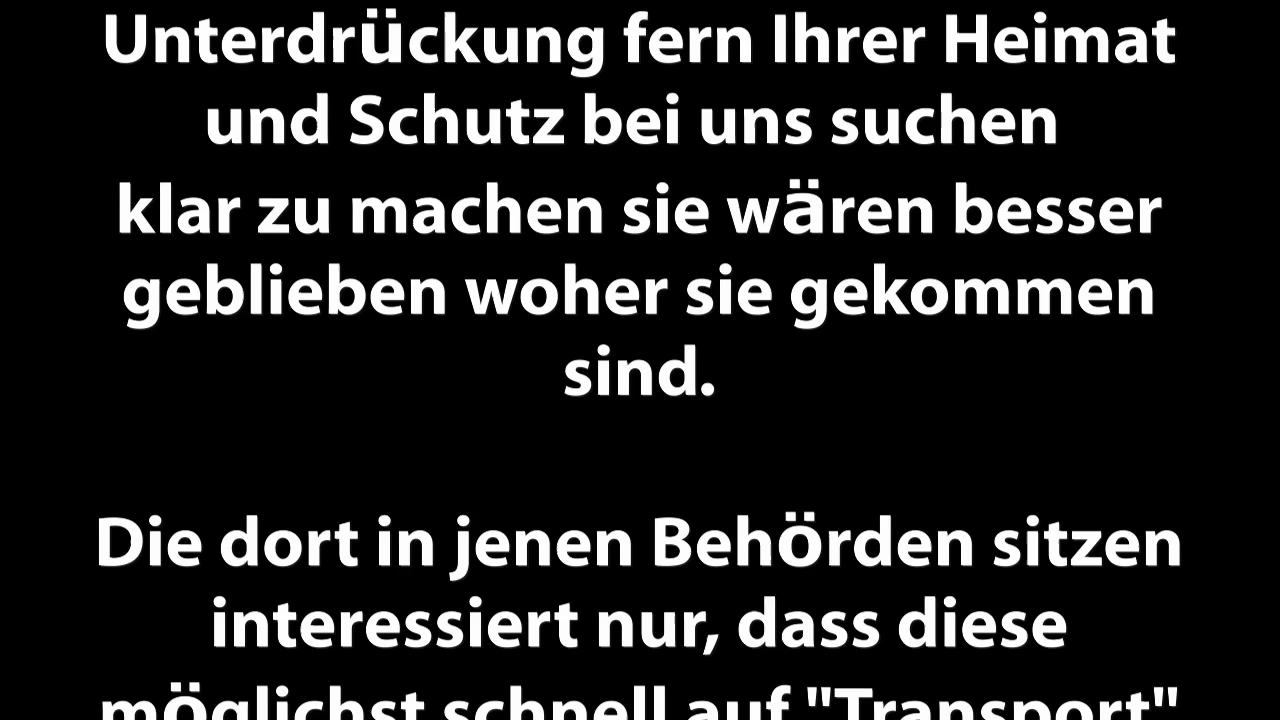 Unterdrückung fern Ihrer Heimat
und Schutz bei uns suchen
klar zu machen sie wären besser
geblieben woher sie gekommen
sind.
Die dort in jenen Behörden sitzen
interessiert nur, dass diese
möglichst schnell auf "Transport"